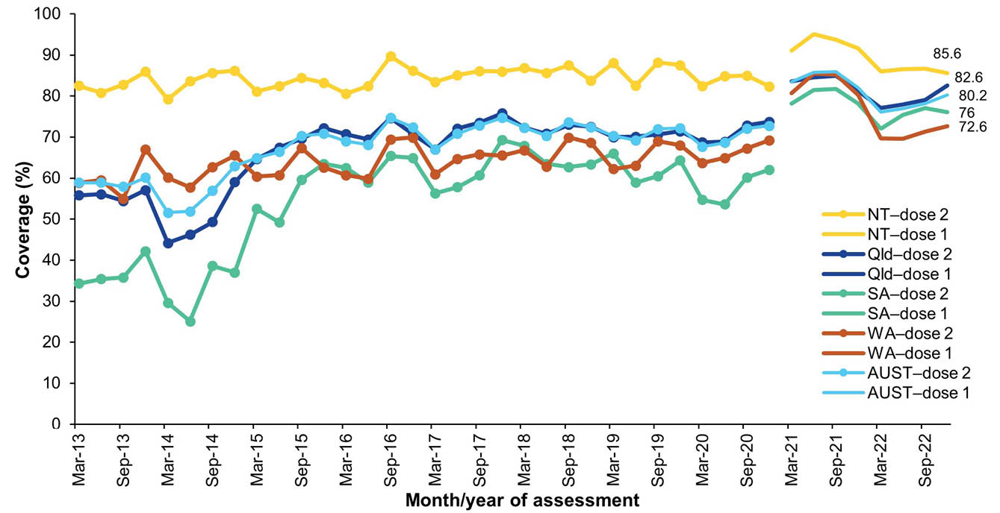 100
90
80
70
60
50
40
30
20
10
0
Coverage (%)
85.6
82.6
80.2
76
72.6
NT–dose 2
NT–dose 1
Qld–dose 2
Qld–dose 1
SA–dose 2
SA–dose 1
WA–dose 2
WA–dose 1
AUST–dose 2
AUST–dose 1
Mar-13
Sep-13
Mar-14
Sep-14
Mar-15
Sep-15
Mar-16
Sep-16
Mar-17
Sep-17
Mar-18
Sep-18
Mar-19
Sep-19
Mar-20
Sep-20
Mar-21
Sep-21
Mar-22
Sep-22
Month/year of assessment